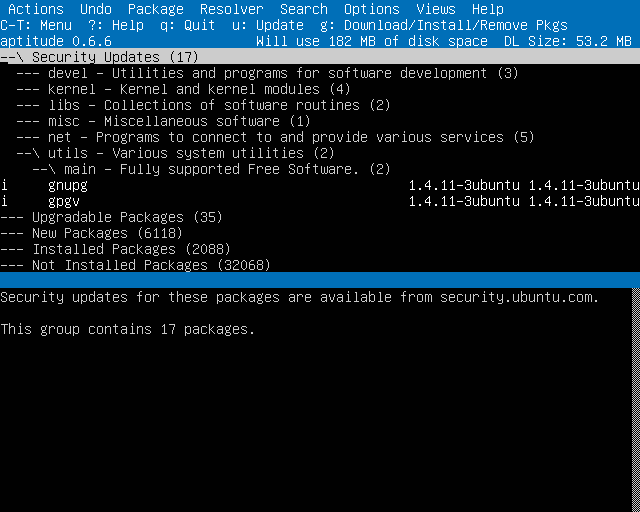 Actions  Undo  Package  Resolver  Search  Options  Views  Help
C-T: Menu  ?: Help  q: Quit  u: Update  g: Download/Install/Remove Pkgs
aptitude 0.6.6                  Will use 182 MB of disk space  DL Size: 53.2 MB
--\ Security Updates (17)
  --- devel - Utilities and programs for software development (3)
  --- kernel - Kernel and kernel modules (4)
  --- libs - Collections of software routines (2)
  --- misc - Miscellaneous software (1)
  --- net - Programs to connect to and provide various services (5)
  --\ utils - Various system utilities (2)
    --\ main - Fully supported Free Software. (2)
i     gnupg                                        1.4.11-3ubuntu 1.4.11-3ubuntu
i     gpgv                                         1.4.11-3ubuntu 1.4.11-3ubuntu
--- Upgradable Packages (35)
--- New Packages (6118)
--- Installed Packages (2088)
--- Not Installed Packages (32068)
Security updates for these packages are available from security.ubuntu.com.
This group contains 17 packages.